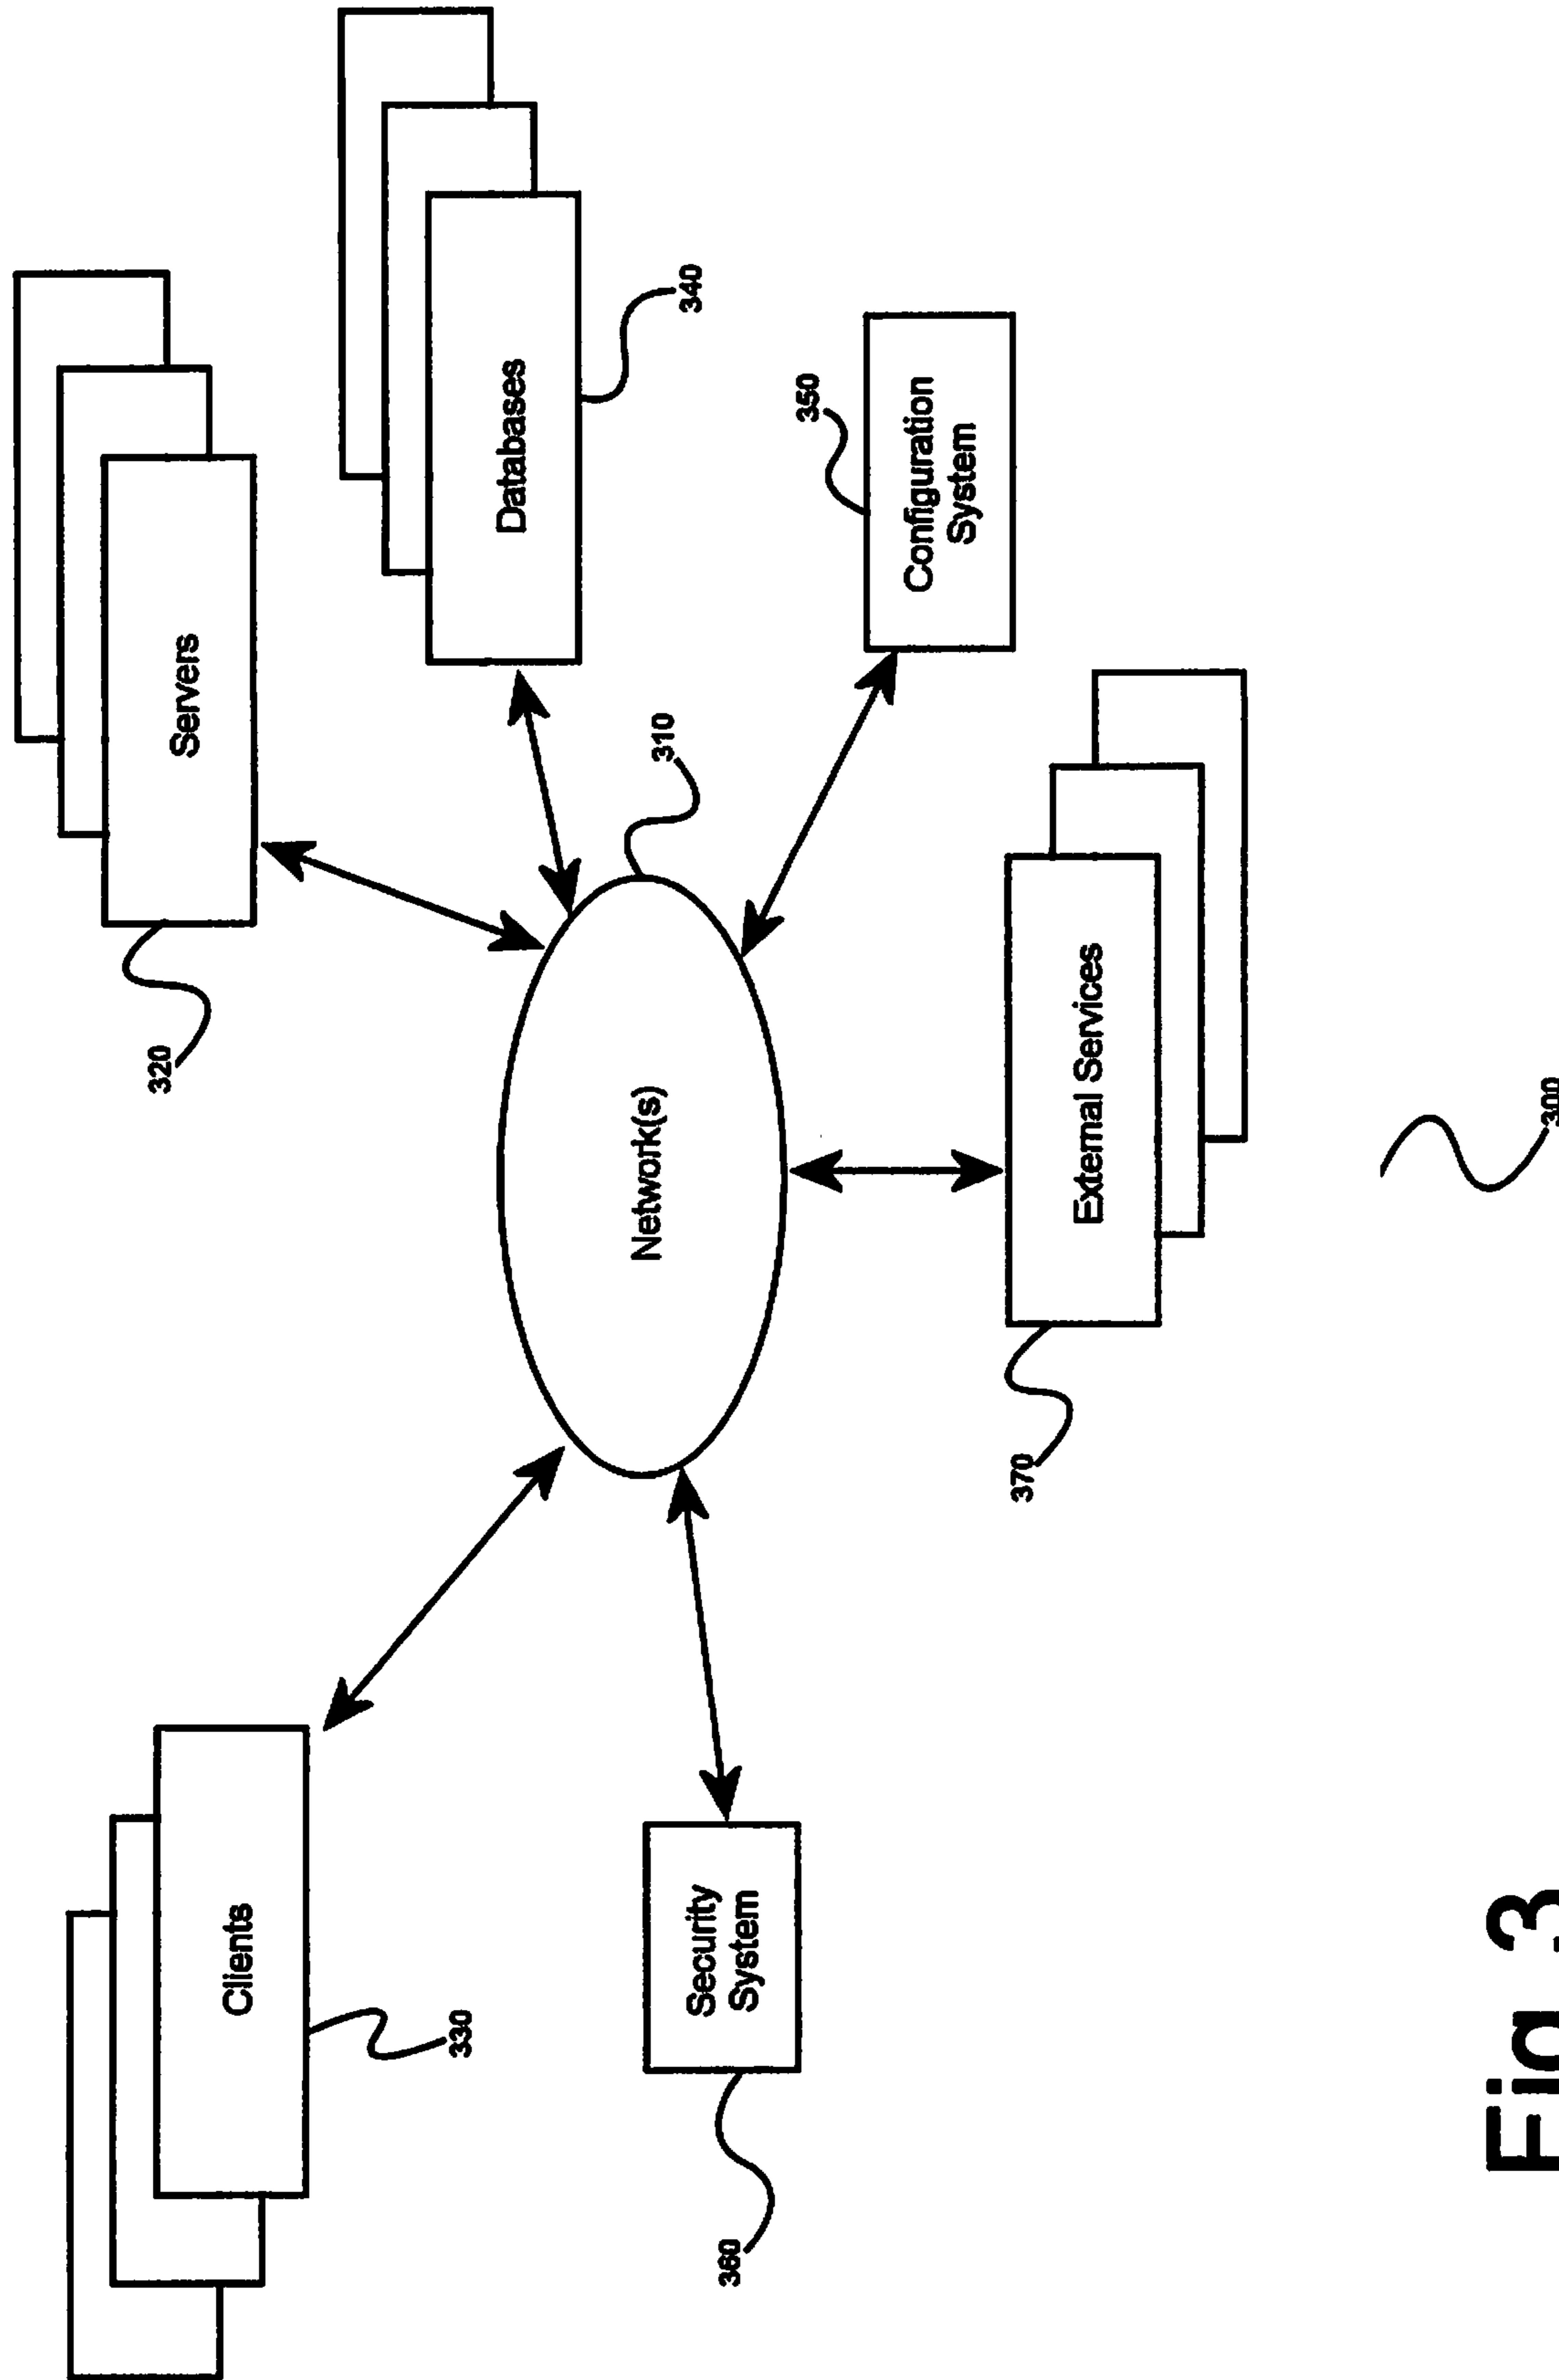 320
Servers
Clients
330
Databases
Network(s)
310
340
Security
System
360
350
Configuration
System
370
External Services
300
Fig. 3